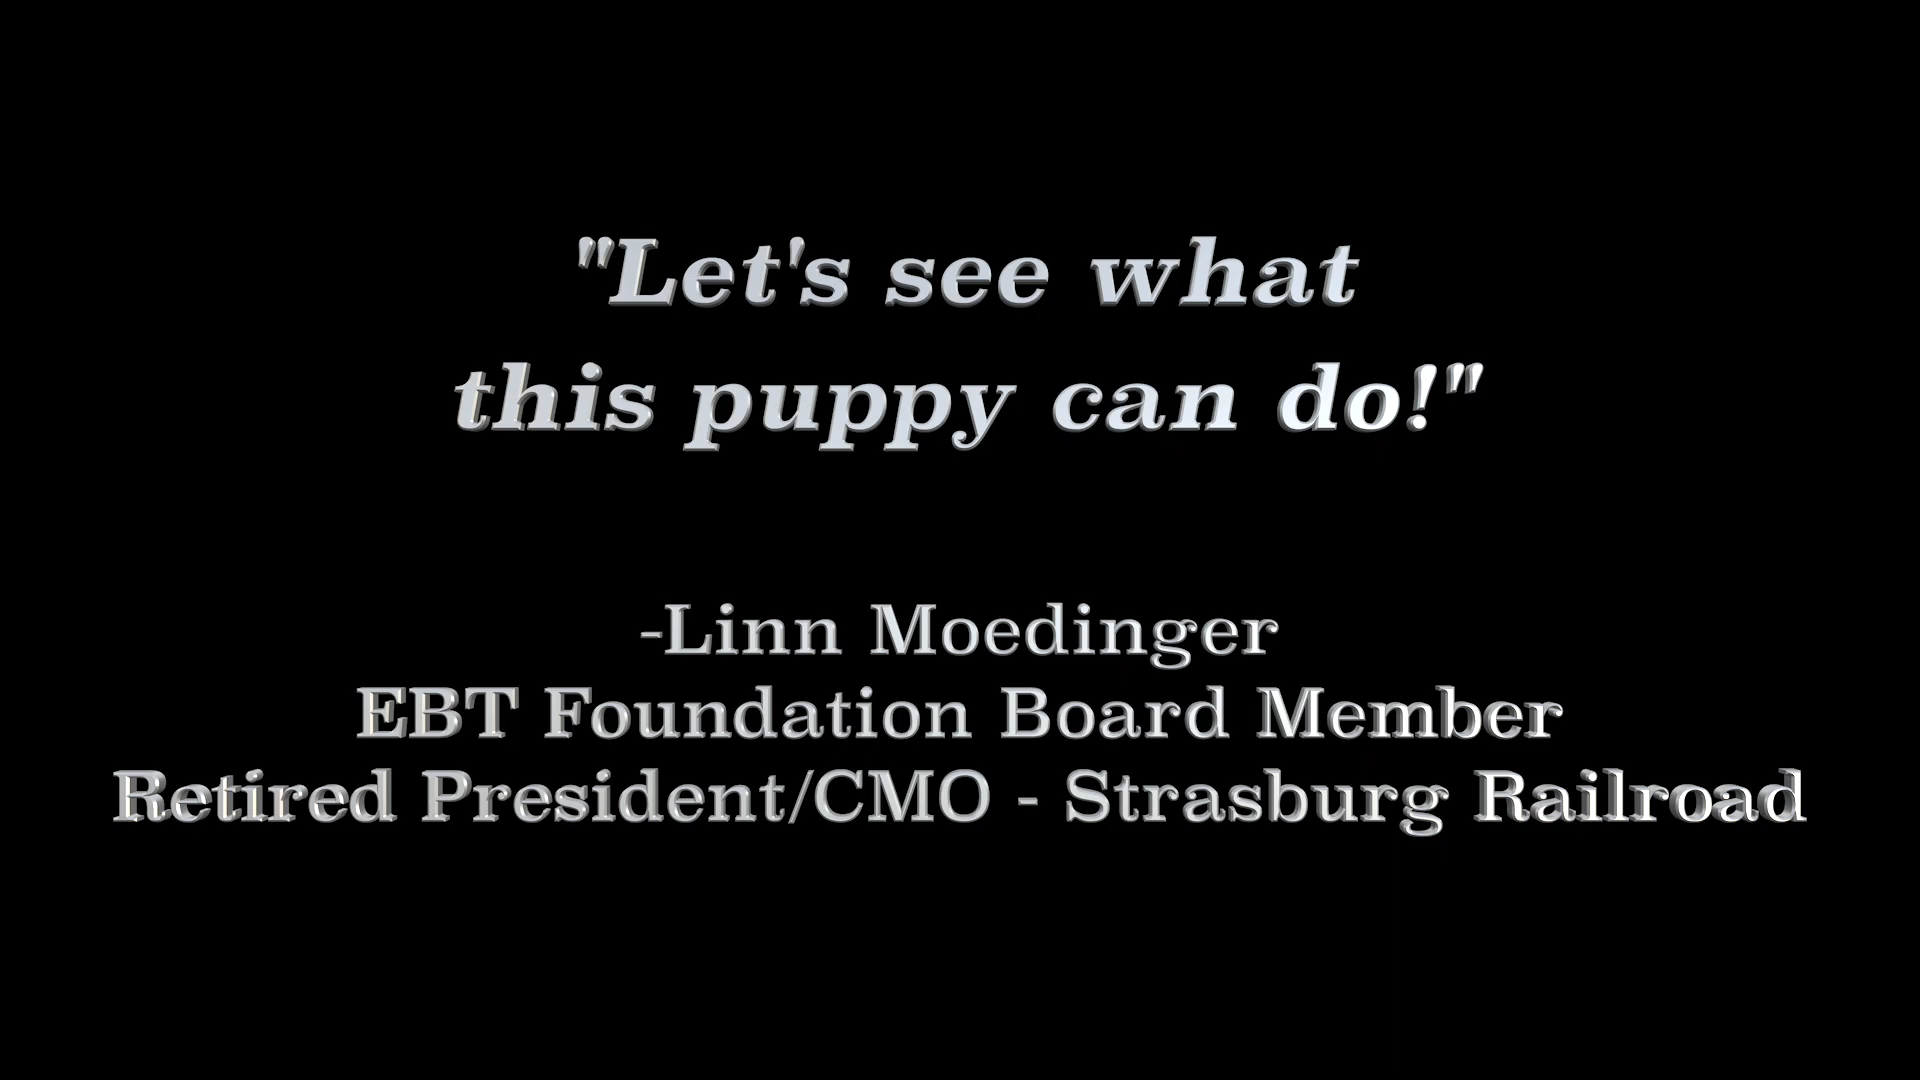 "Let's see what
this puppy can do!"
-Linn Moedinger
EBT Foundation Board Member
Retired President/CMO - Strasburg Railroad